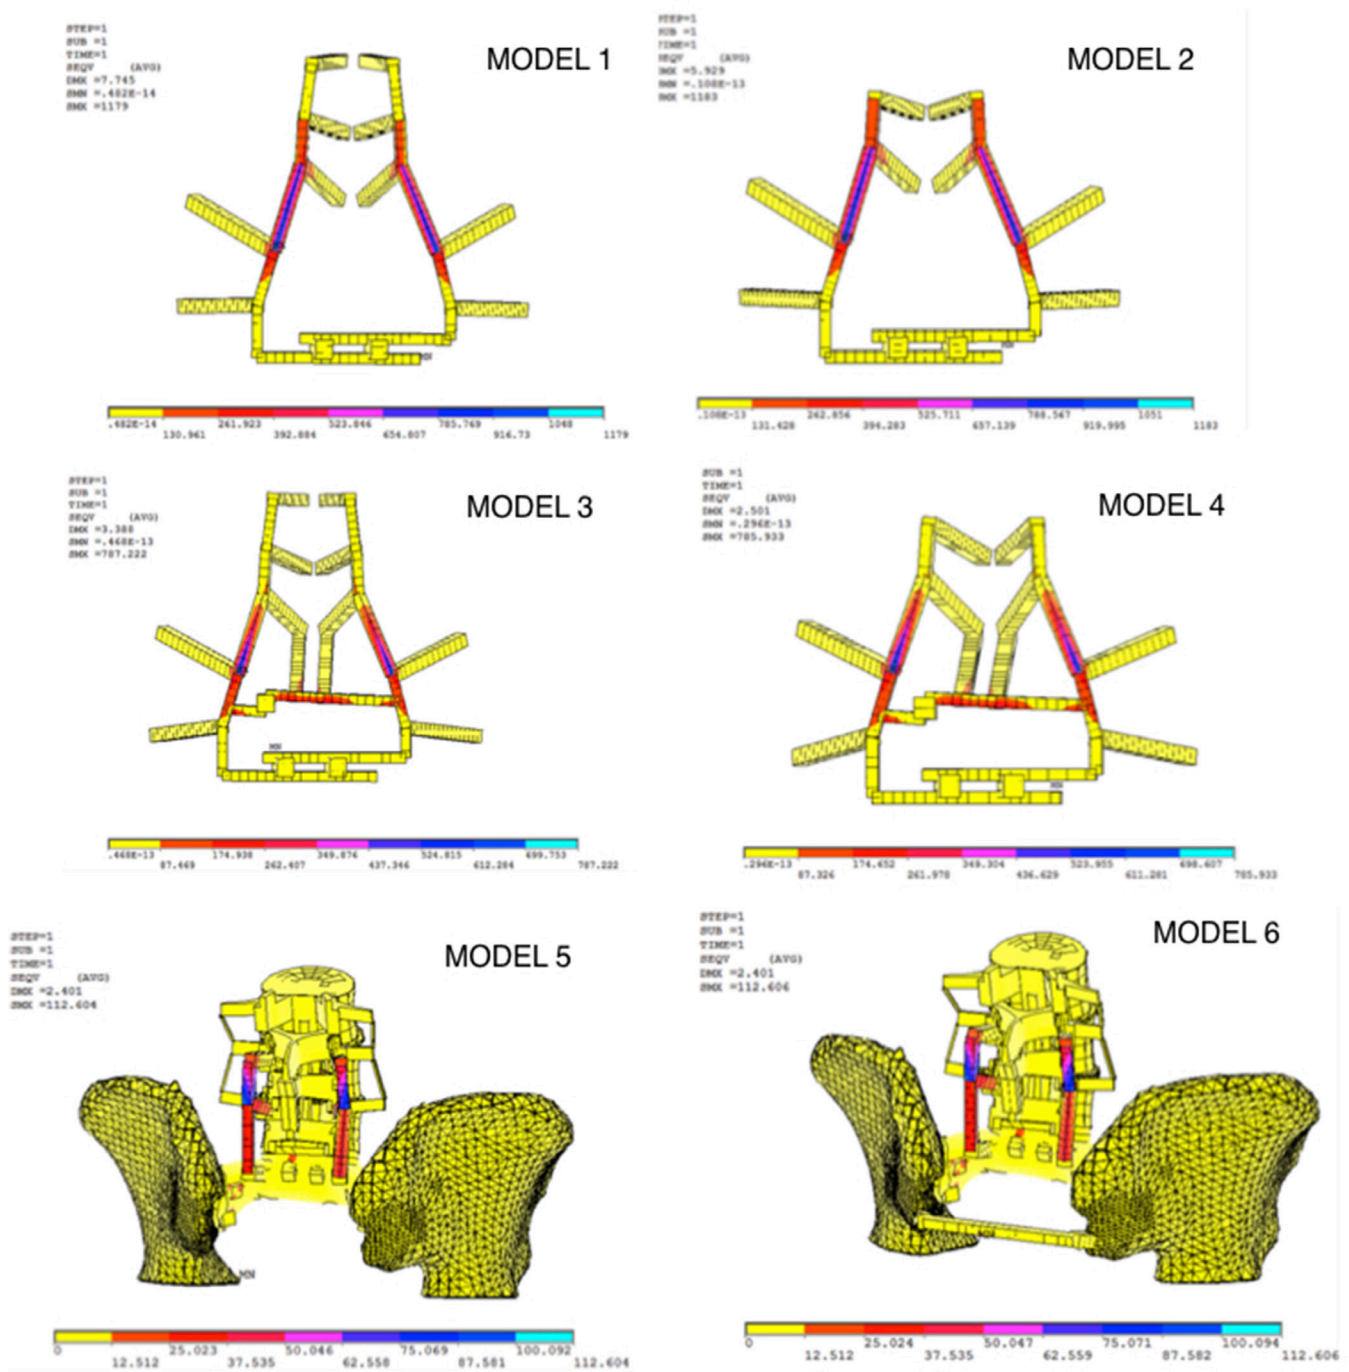 STEP=1
SUB =1
TIME=1
SEQV (AVG)
DMX =7.745
SMN =.482E-14
SMX =1179
MODEL 1
MN
.482E-14 261.923 523.846 785.769 1048
130.961 392.884 654.807 916.73 1179
STEP=1
SUB =1
TIME=1
SEQV (AVG)
DMX =5.929
SMN =.108E-13
SMX =1183
MODEL 2
MN
.108E-13 262.856 525.711 788.567 1051
131.428 394.283 657.139 919.995 1183
STEP=1
SUB =1
TIME=1
SEQV (AVG)
DMX =3.388
SMN =.468E-13
SMX =787.222
MODEL 3
MN
.468E-13 174.938 349.876 524.815 699.753
87.469 262.407 437.346 612.284 787.222
SUB =1
TIME=1
SEQV (AVG)
DMX =2.501
SMN =.296E-13
SMX =785.933
MODEL 4
MN
.296E-13 174.652 349.304 523.955 698.607
87.326 261.978 436.629 611.281 785.933
STEP=1
SUB =1
TIME=1
SEQV (AVG)
DMX =2.401
SMX =112.604
MODEL 5
MN
0 25.023 50.046 75.069 100.092
12.512 37.535 62.558 87.581 112.604
STEP=1
SUB =1
TIME=1
SEQV (AVG)
DMX =2.401
SMX =112.606
MODEL 6
0 25.024 50.047 75.071 100.094
12.512 37.535 62.559 87.582 112.606